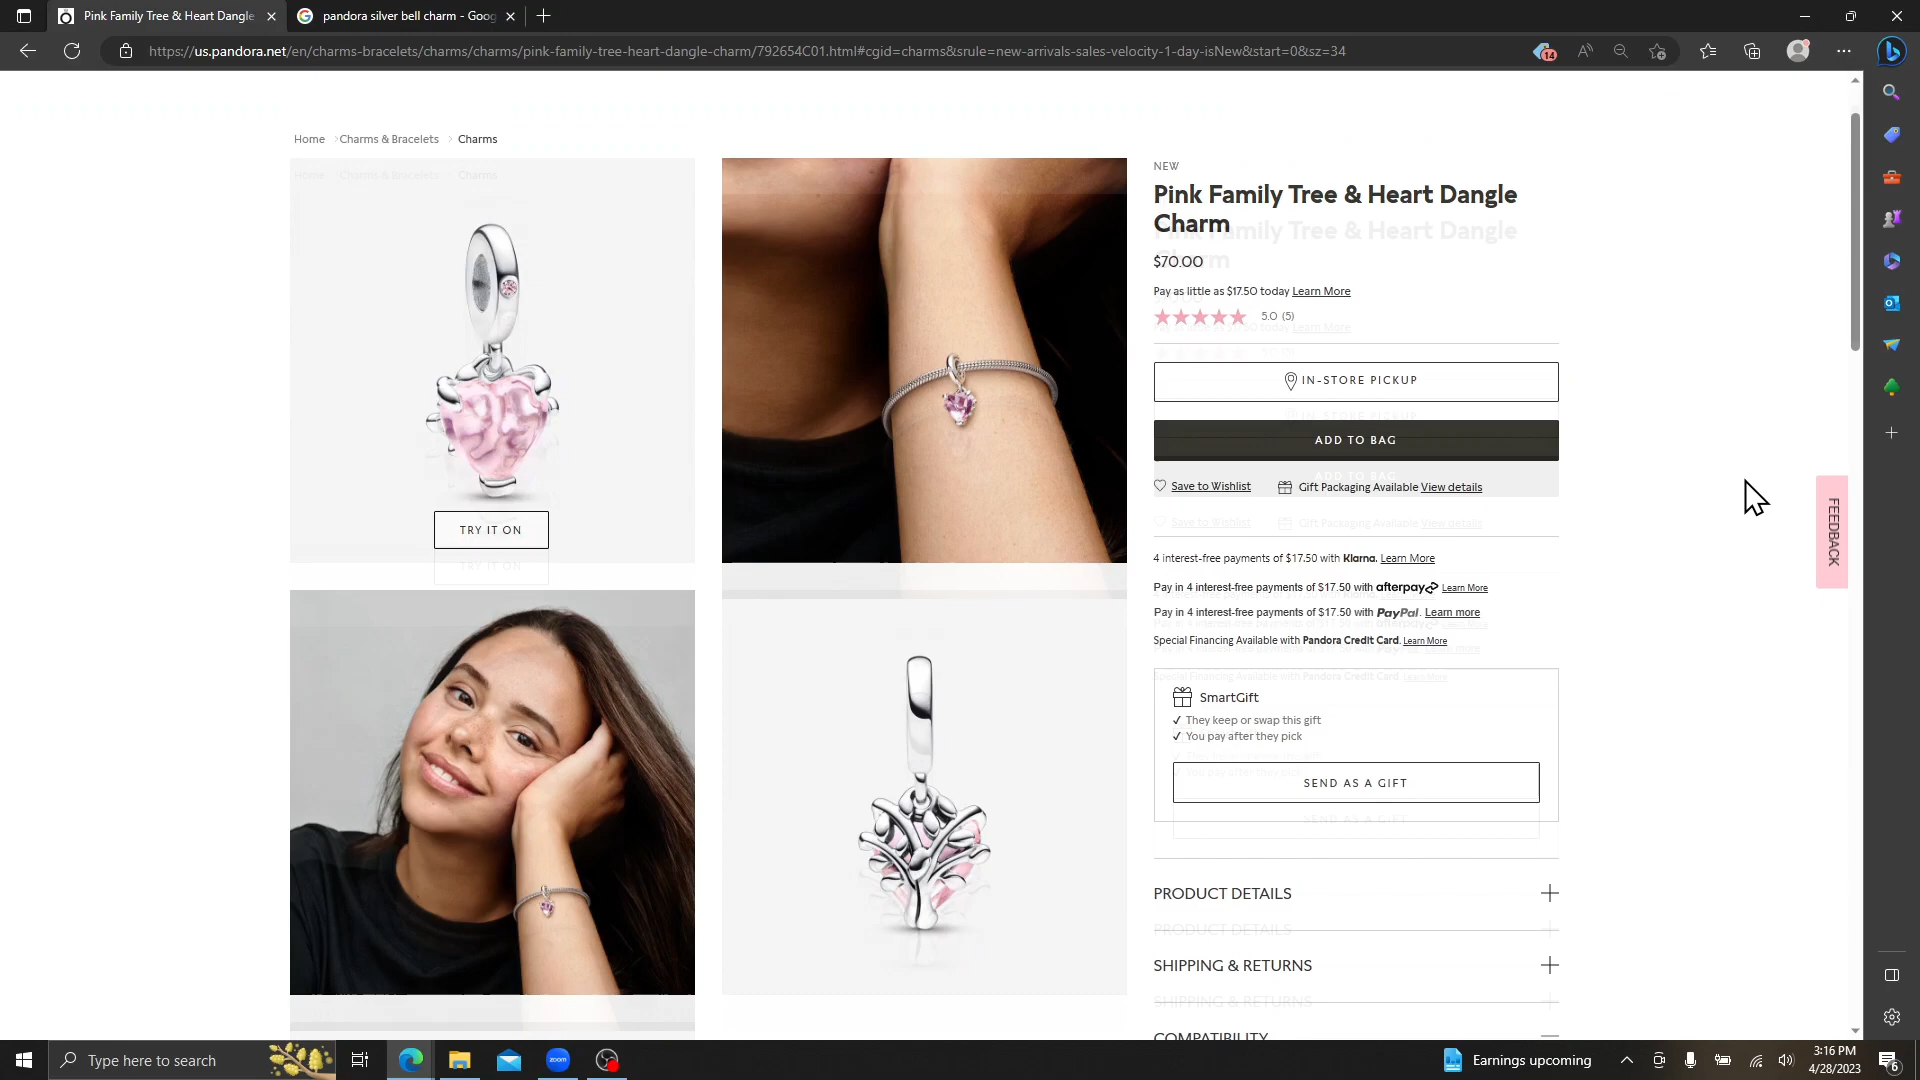 Pink Family Tree & Heart Dangle
pandora silver bell charm - Goog
https://us.pandora.net/en/charms-bracelets/charms/charms/pink-family-tree-heart-dangle-charm/792654C01.html#cgid=charms&srule=new-arrivals-sales-velocity-1-day-isNew&start=0&sz=34
14
Home > Charms & Bracelets > Charms
NEW
Pink Family Tree & Heart Dangle
Charm
$70.00
Pay as little as $17.50 today Learn More
5.0 (5)
IN-STORE PICKUP
ADD TO BAG
Save to Wishlist
Gift Packaging Available View details
TRY IT ON
4 interest-free payments of $17.50 with Klarna. Learn More
Pay in 4 interest-free payments of $17.50 with afterpay Learn More
Pay in 4 interest-free payments of $17.50 with PayPal. Learn more
Special Financing Available with Pandora Credit Card. Learn More
SmartGift
✓ They keep or swap this gift
✓ You pay after they pick
SEND AS A GIFT
PRODUCT DETAILS
SHIPPING & RETURNS
COMPATIBILITY
FEEDBACK
Type here to search
zoom
Earnings upcoming
3:16 PM
4/28/2023
6